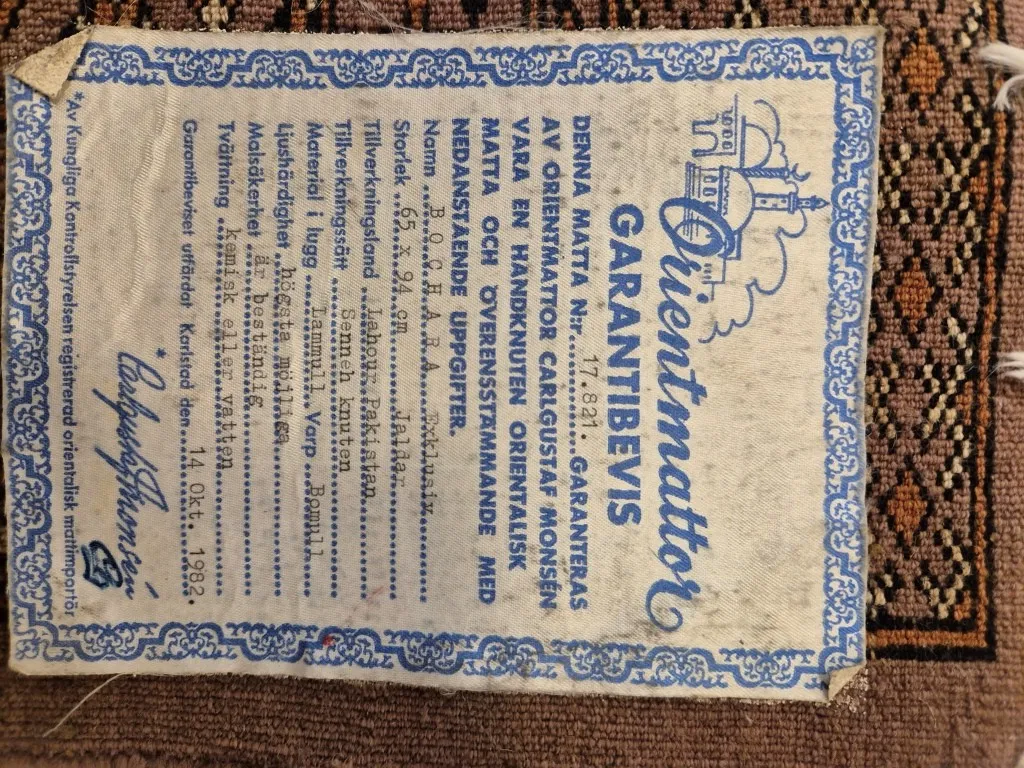 Orientmattor
GARANTIBEVIS
DENNA MATTA N:r......17.821.....GARANTERAS
AV ORIENTMATTOR CARLGUSTAF MONSÉN
VARA EN HANDKNUTEN ORIENTALISK
MATTA OCH ÖVERENSSTÄMMANDE MED
NEDANSTÅENDE UPPGIFTER.
Namn ...B O C H A R A Exklusiv
Storlek ...65 x 94 cm Jaldar
Tillverkningsland ..Lahour Pakistan
Tillverkningssätt ...Senneh knuten
Material i lugg ...Lammull Varp ...Bomull
Ljushärdighet högsta möjliga
Malsäkerhet ..är beständig
Tvättning ...kemisk eller vatten
Garantibeviset utfärdat Karlstad den...14 Okt. 1982.
* Carlgustaf Monsén
*Av Kungliga Kontrollstyrelsen registrerad orientalisk mattimportör